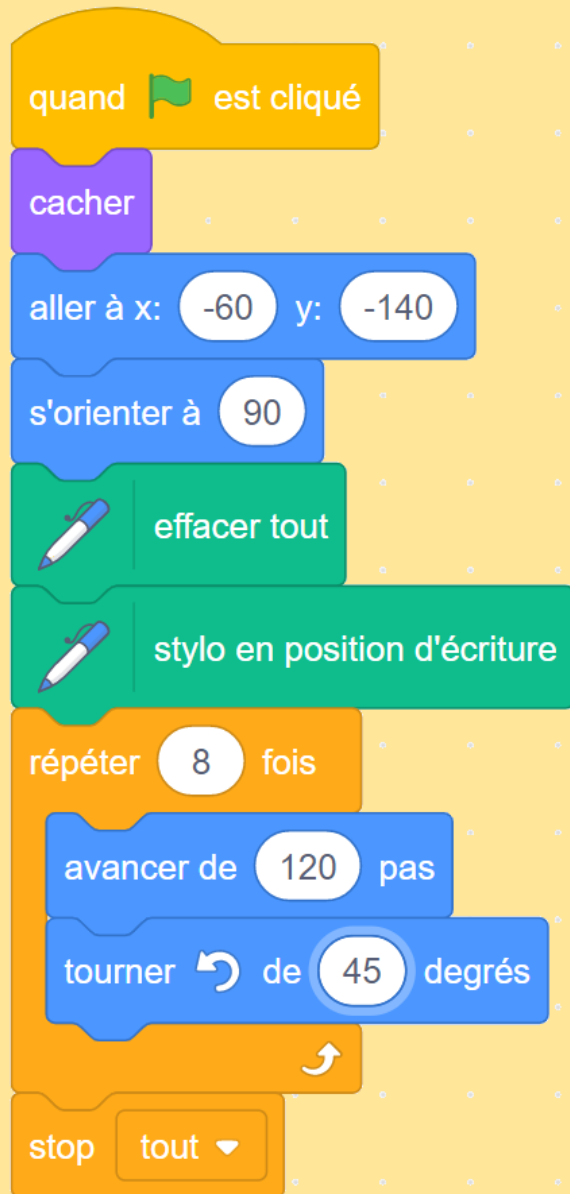 quand est cliqué
cacher
aller à x: -60 y: -140
s'orienter à 90
effacer tout
stylo en position d'écriture
répéter 8 fois
avancer de 120 pas
tourner de 45 degrés
stop tout